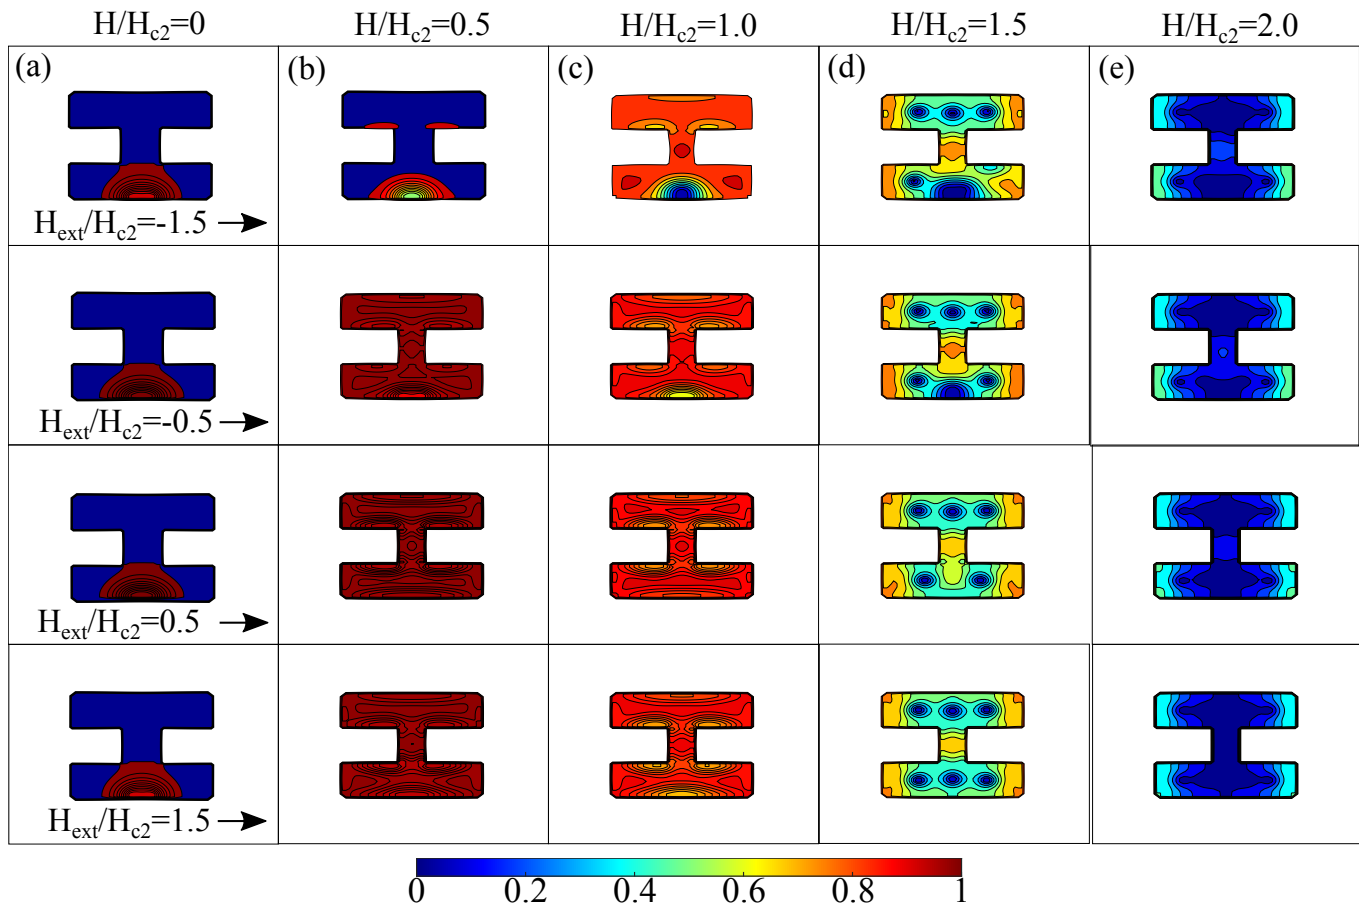 H/Hc2=0 H/Hc2=0.5 H/Hc2=1.0 H/Hc2=1.5 H/Hc2=2.0
(a) (b) (c) (d) (e)
Hext/Hc2=-1.5
Hext/Hc2=-0.5
Hext/Hc2=0.5
Hext/Hc2=1.5
0 0.2 0.4 0.6 0.8 1